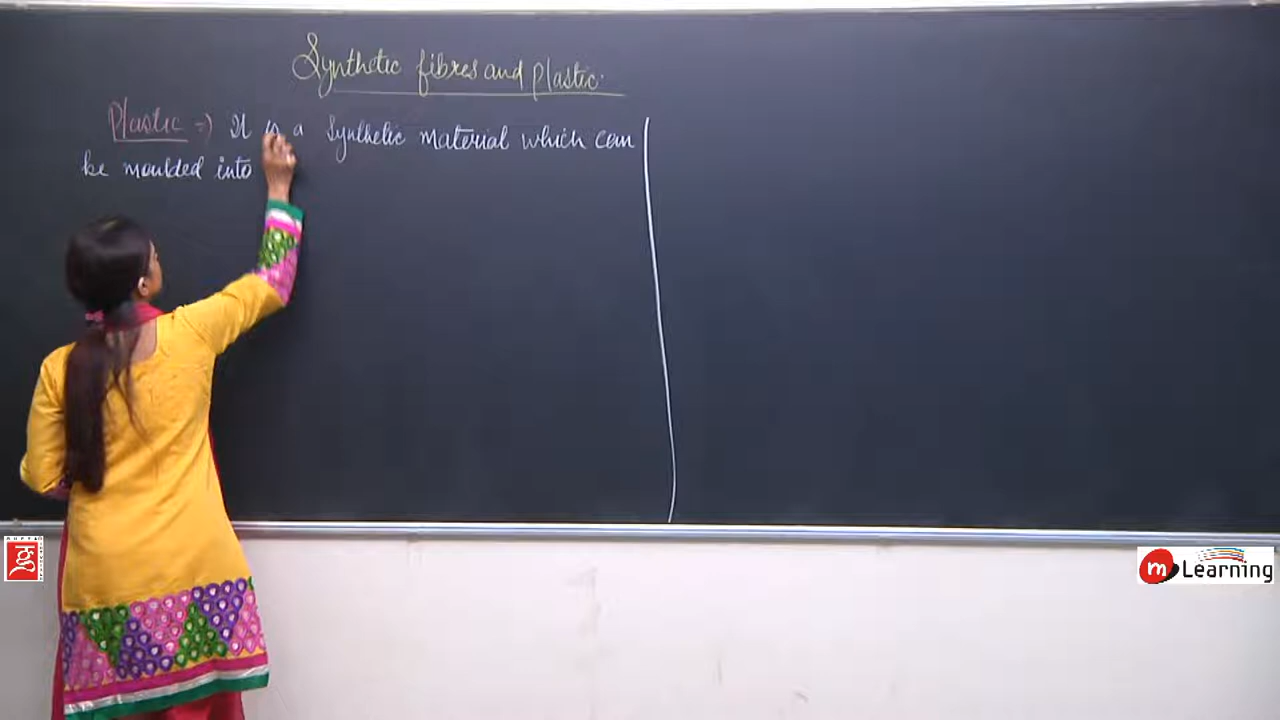 Synthetic fibres and Plastic.
Plastic ⇒ It is a Synthetic material which can
be moulded into
m Learning